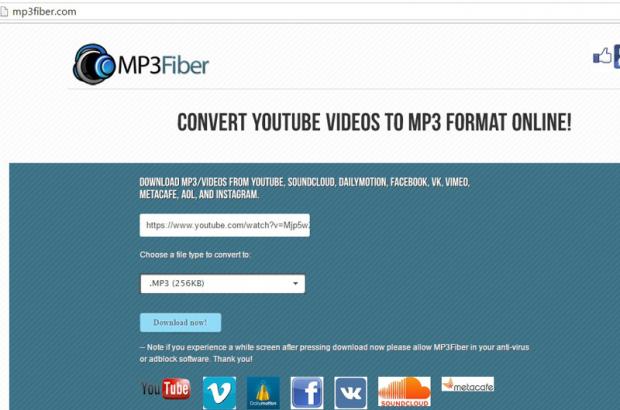 mp3fiber.com
MP3Fiber
CONVERT YOUTUBE VIDEOS TO MP3 FORMAT ONLINE!
DOWNLOAD MP3/VIDEOS FROM YOUTUBE, SOUNDCLOUD, DAILYMOTION, FACEBOOK, VK, VIMEO,
METACAFE, AOL, AND INSTAGRAM.
https://www.youtube.com/watch?v=Mjp5w
Choose a file type to convert to:
.MP3 (256KB)
Download now!
-- Note if you experience a white screen after pressing download now please allow MP3Fiber in your anti-virus
or adblock software. Thank you!
YouTube
Dailymotion
SOUNDCLOUD
metacafe